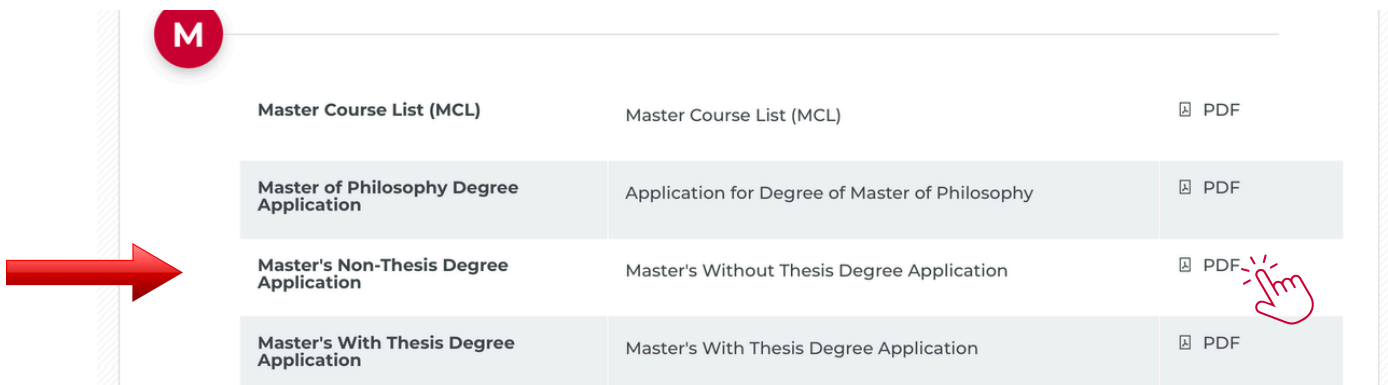 M
Master Course List (MCL) Master Course List (MCL) PDF
Master of Philosophy Degree
Application Application for Degree of Master of Philosophy PDF
Master's Non-Thesis Degree
Application Master's Without Thesis Degree Application PDF
Master's With Thesis Degree
Application Master's With Thesis Degree Application PDF